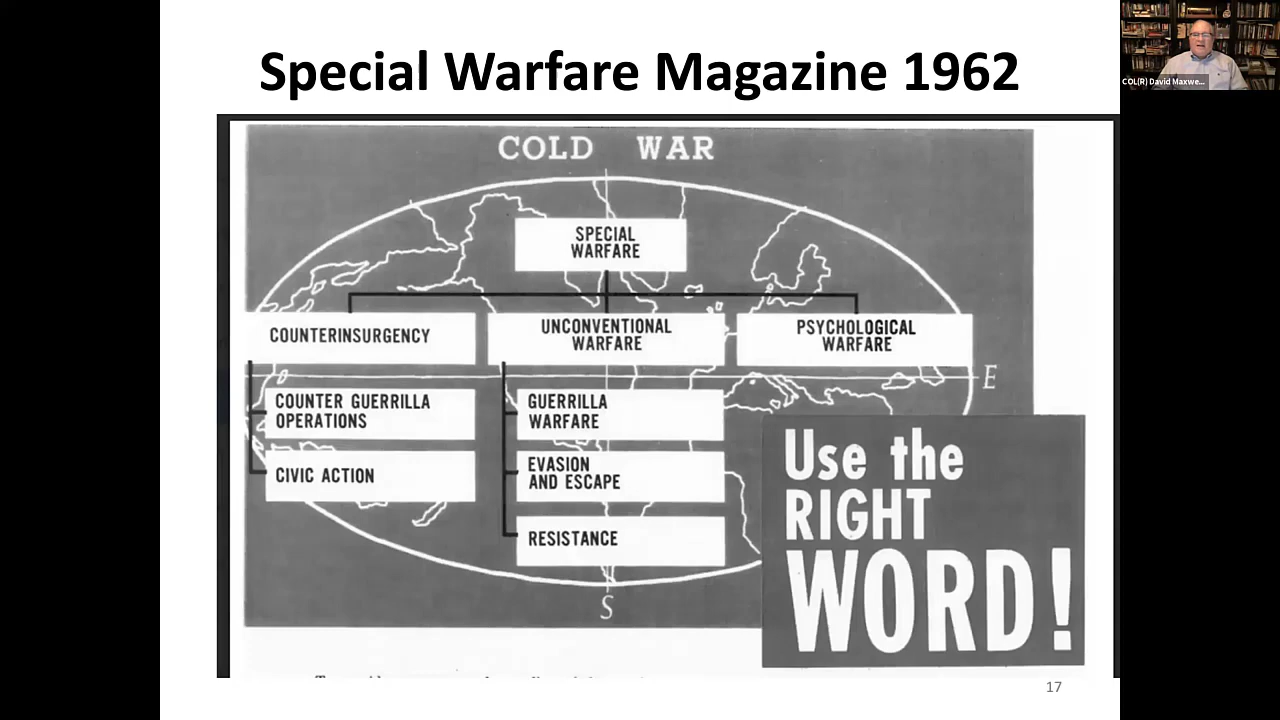 Special Warfare Magazine 1962
COL(R) David Maxwe...
COLD WAR
SPECIAL
WARFARE
COUNTERINSURGENCY
UNCONVENTIONAL
WARFARE
PSYCHOLOGICAL
WARFARE
E
COUNTER GUERRILLA
OPERATIONS
CIVIC ACTION
GUERRILLA
WARFARE
EVASION
AND ESCAPE
RESISTANCE
S
Use the
RIGHT
WORD!
17